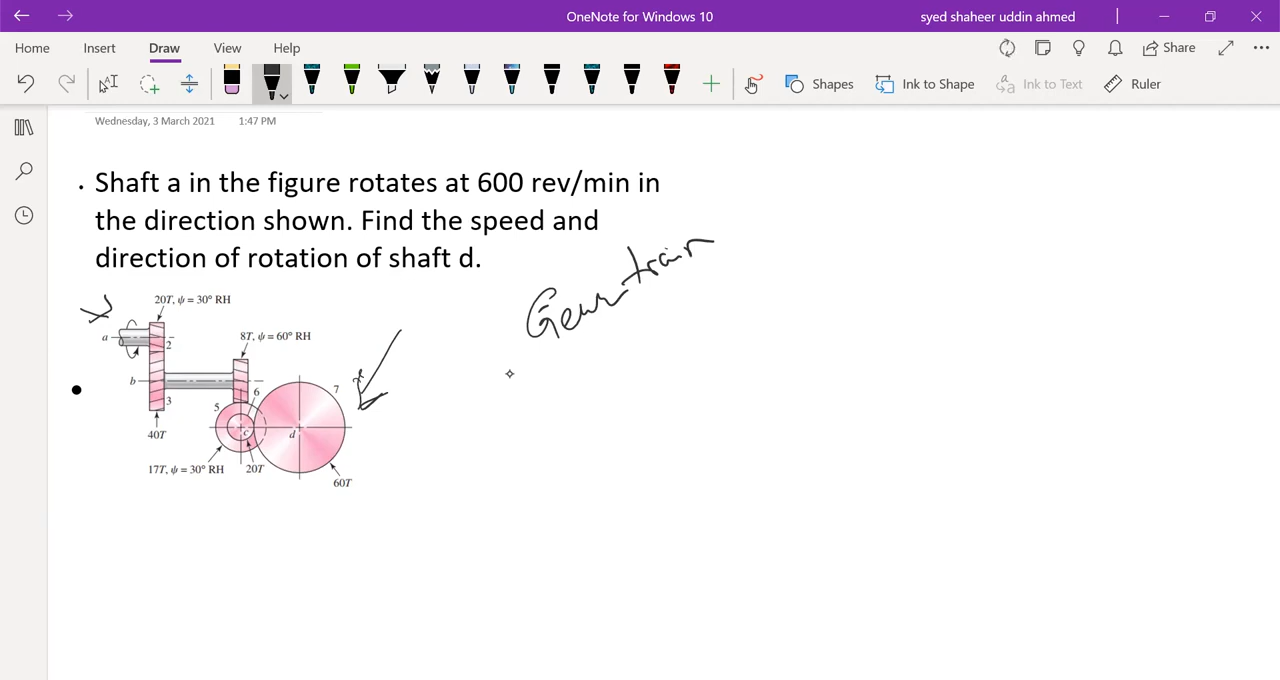 OneNote for Windows 10
syed shaheer uddin ahmed
Home Insert Draw View Help
Share
Shapes Ink to Shape Ink to Text Ruler
Wednesday, 3 March 2021 1:47 PM
. Shaft a in the figure rotates at 600 rev/min in
the direction shown. Find the speed and
direction of rotation of shaft d.
Gear train
20T, ψ = 30° RH
a
2
8T, ψ = 60° RH
b
3
6
7
5
c
d
40T
17T, ψ = 30° RH
20T
60T